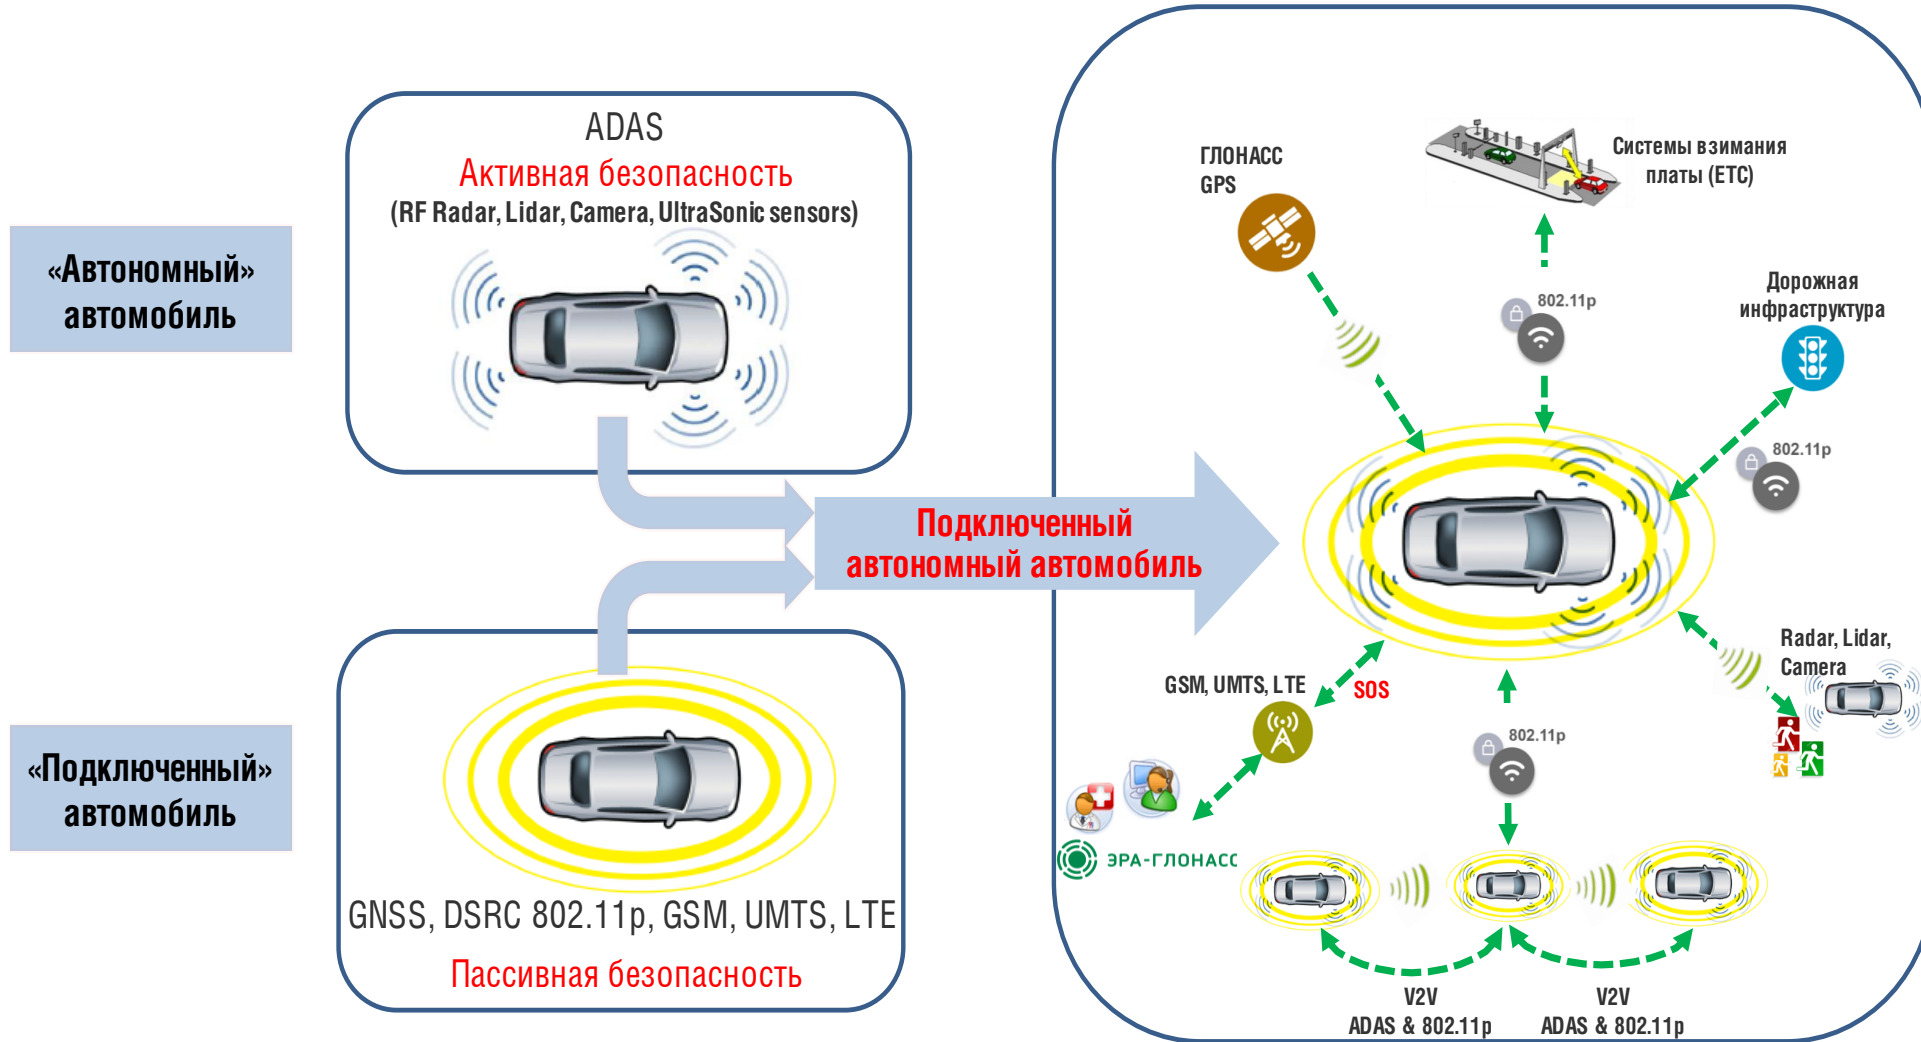 ADAS
Активная безопасность
(RF Radar, Lidar, Camera, UltraSonic sensors)
«Автономный»
автомобиль
«Подключенный»
автомобиль
GNSS, DSRC 802.11p, GSM, UMTS, LTE
Пассивная безопасность
Подключенный
автономный автомобиль
ГЛОНАСС
GPS
Системы взимания
платы (ETC)
802.11p
Дорожная
инфраструктура
802.11p
Radar, Lidar,
Camera
GSM, UMTS, LTE
SOS
802.11p
ЭРА-ГЛОНАСС
V2V
ADAS & 802.11p
V2V
ADAS & 802.11p